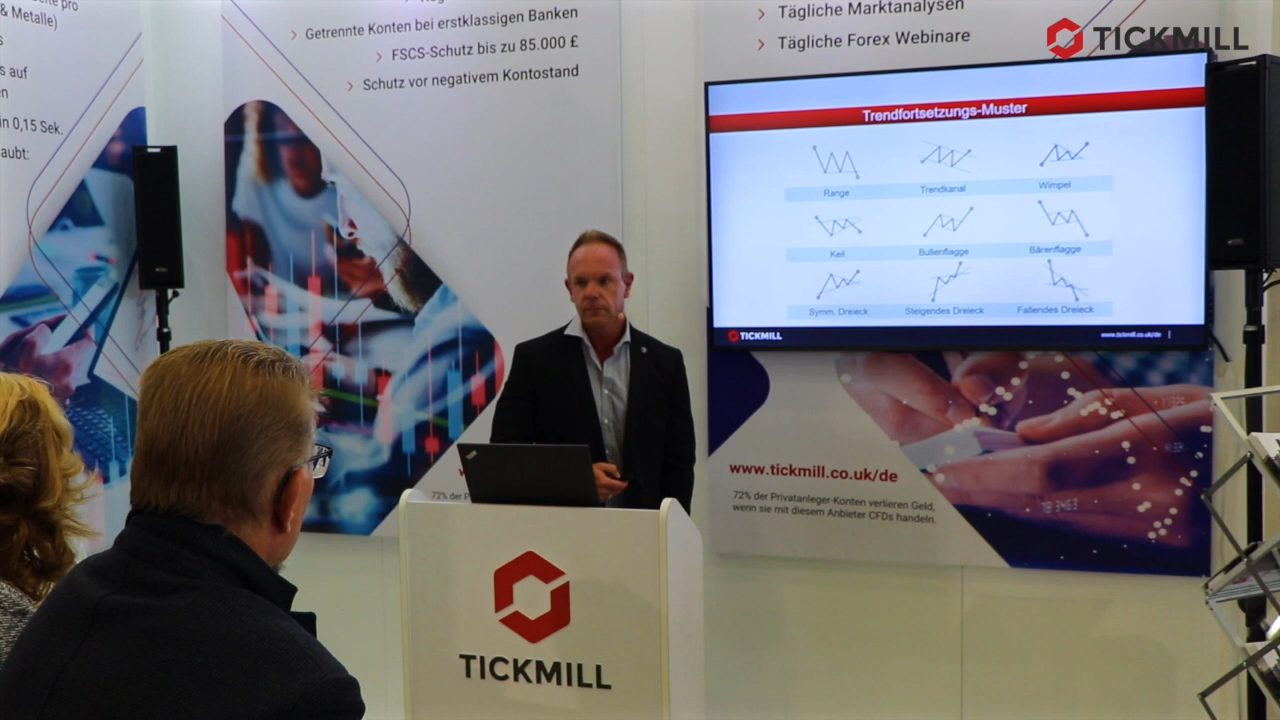 & Metalle)
s auf
in 0,15 Sek.
aubt:
Getrennte Konten bei erstklassigen Banken
FSCS-Schutz bis zu 85.000 £
Schutz vor negativem Kontostand
Tägliche Marktanalysen
Tägliche Forex Webinare
TICKMILL
Trendfortsetzungs-Muster
Range
Trendkanal
Wimpel
Keil
Bullenflagge
Bärenflagge
Symm. Dreieck
Steigendes Dreieck
Fallendes Dreieck
TICKMILL
www.tickmill.co.uk/de
www.tickmill.co.uk/de
72% der Privatanleger-Konten verlieren Geld,
wenn sie mit diesem Anbieter CFDs handeln.
72% der P
TICKMILL